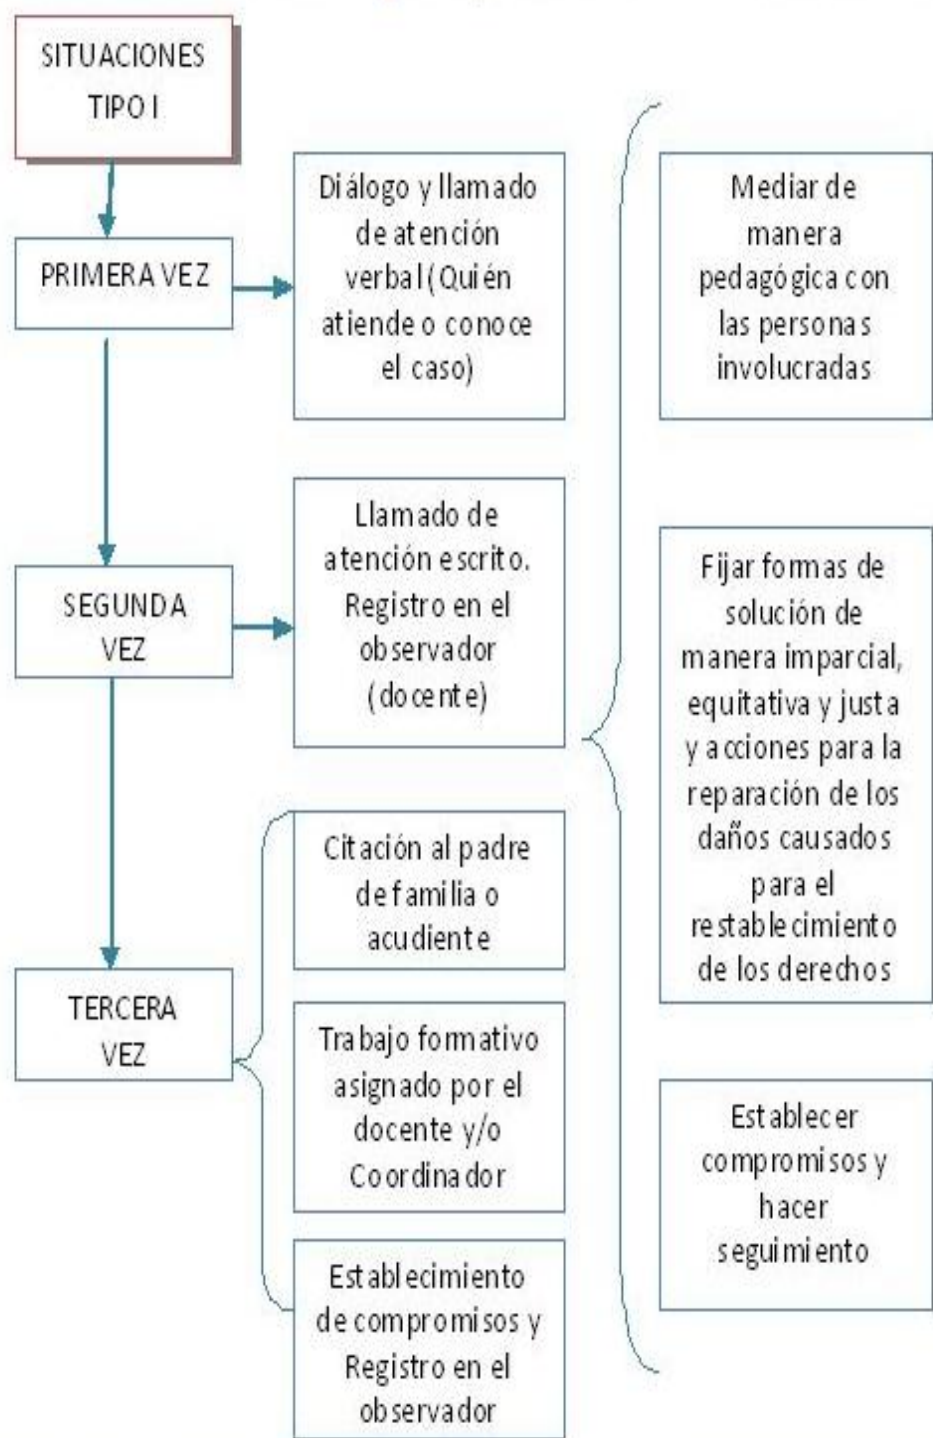 SITUACIONES
TIPO I
PRIMERA VEZ
Diálogo y llamado
de atención
verbal (Quién
atiende o conoce
el caso)
SEGUNDA
VEZ
Llamado de
atención escrito.
Registro en el
observador
(docente)
TERCERA
VEZ
Citación al padre
de familia o
acudiente
Trabajo formativo
asignado por el
docente y/o
Coordinador
Establecimiento
de compromisos y
Registro en el
observador
Mediar de
manera
pedagógica con
las personas
involucradas
Fijar formas de
solución de
manera imparcial,
equitativa y justa
y acciones para la
reparación de los
daños causados
para el
restablecimiento
de los derechos
Establecer
compromisos y
hacer
seguimiento